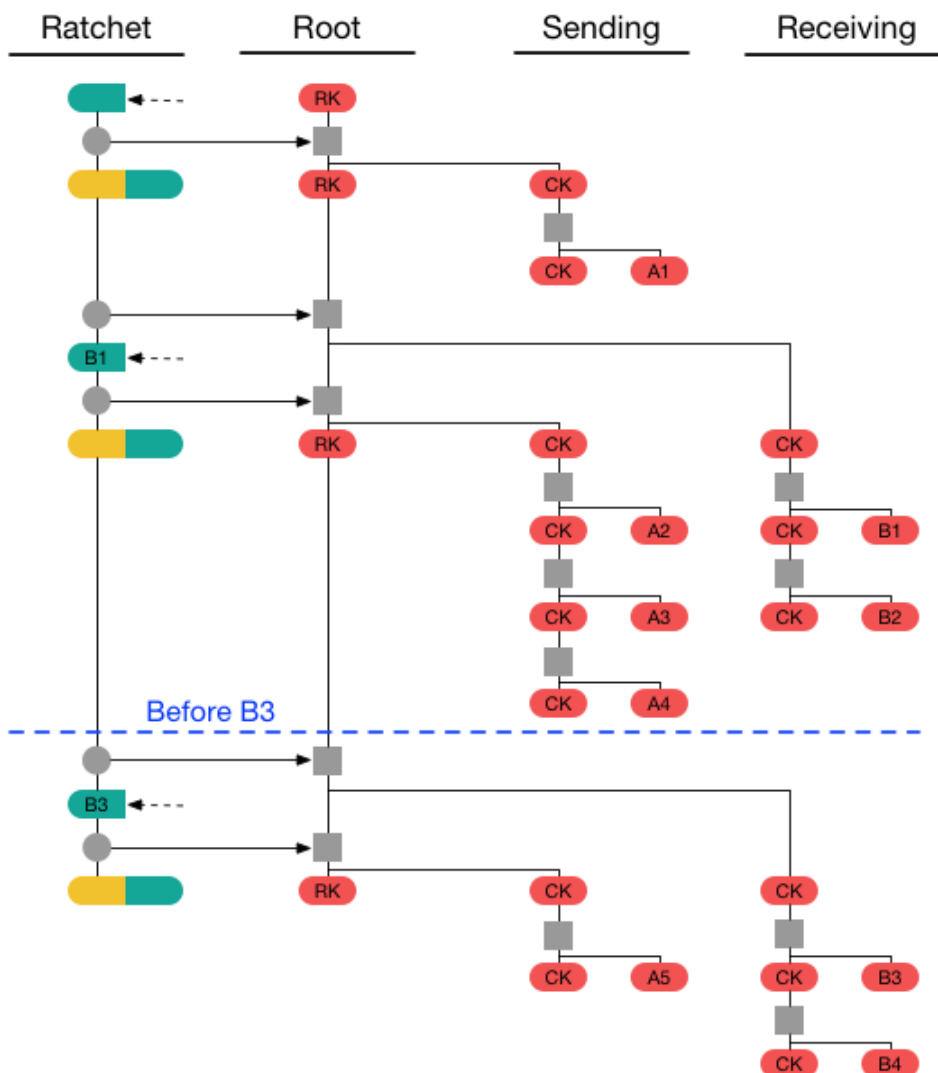 Ratchet Root Sending Receiving
RK
RK CK
CK A1
B1
RK CK CK
CK A2 CK B1
CK A3 CK B2
CK A4
Before B3
B3
RK CK CK
CK A5 CK B3
CK B4